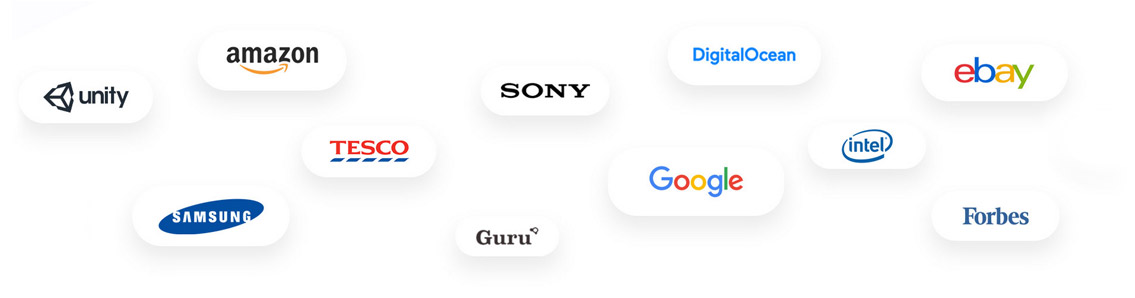 amazon
DigitalOcean
ebay
unity
SONY
TESCO
intel
Google
SAMSUNG
Guru
Forbes